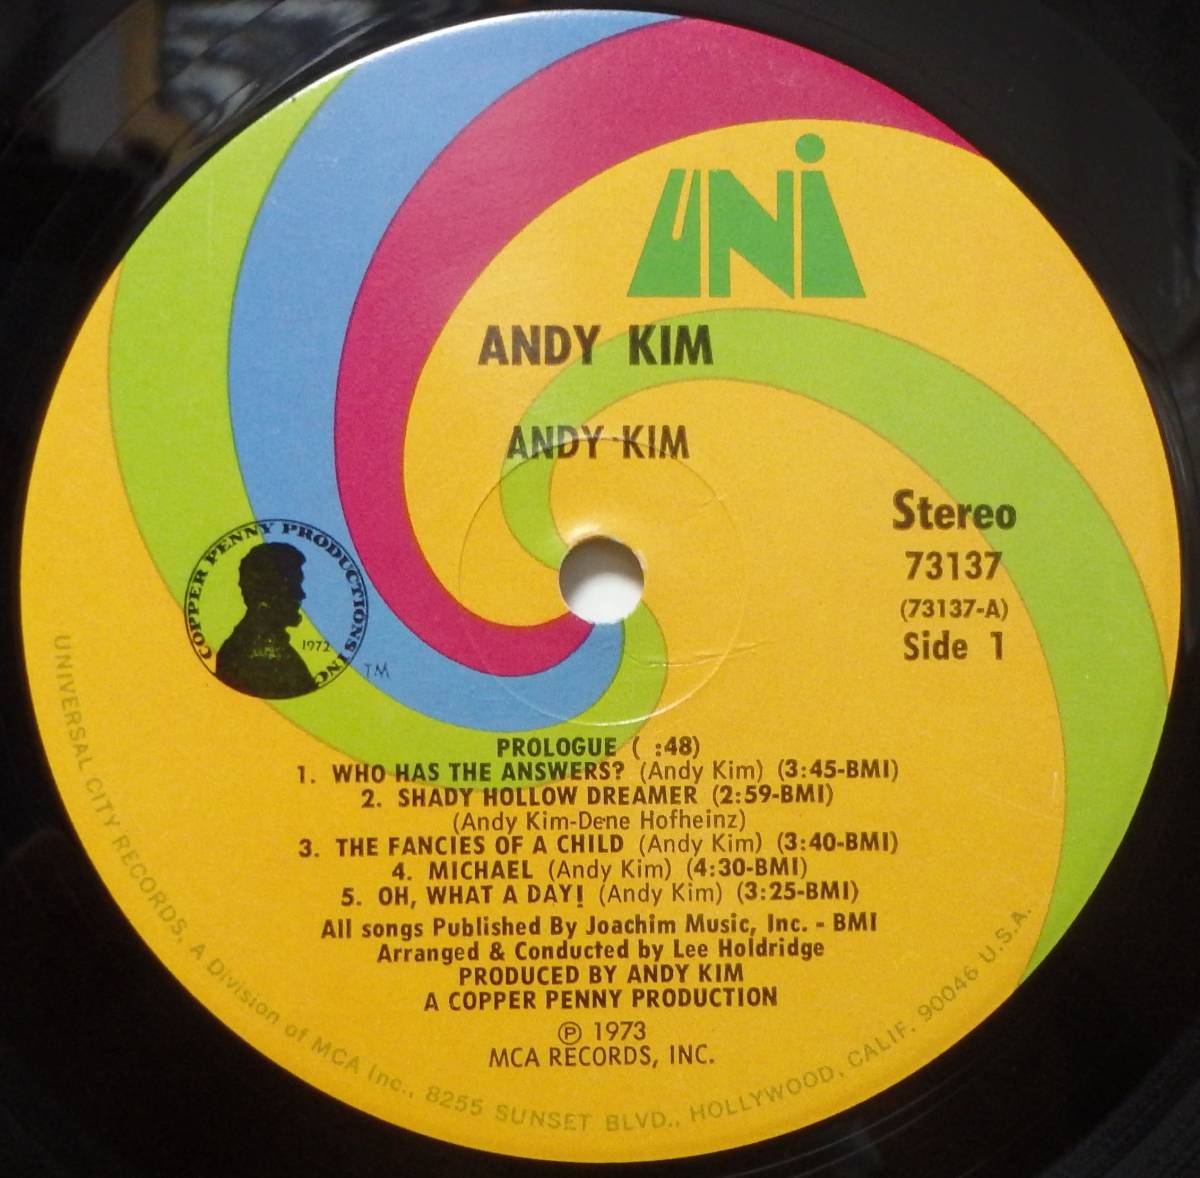 UNI
ANDY KIM
ANDY KIM
Stereo
73137
(73137-A)
Side 1
COPPER PENNY PRODUCTIONS INC
1972
TM
PROLOGUE ( :48)
1. WHO HAS THE ANSWERS? (Andy Kim) (3:45-BMI)
2. SHADY HOLLOW DREAMER (2:59-BMI)
(Andy Kim-Dene Hofheinz)
3. THE FANCIES OF A CHILD (Andy Kim) (3:40-BMI)
4. MICHAEL (Andy Kim) (4:30-BMI)
5. OH, WHAT A DAY! (Andy Kim) (3:25-BMI)
All songs Published By Joachim Music, Inc. - BMI
Arranged & Conducted by Lee Holdridge
PRODUCED BY ANDY KIM
A COPPER PENNY PRODUCTION
℗ 1973
MCA RECORDS, INC.
UNIVERSAL CITY RECORDS, A Division of MCA Inc., 8255 SUNSET BLVD., HOLLYWOOD, CALIF. 90046 U.S.A.